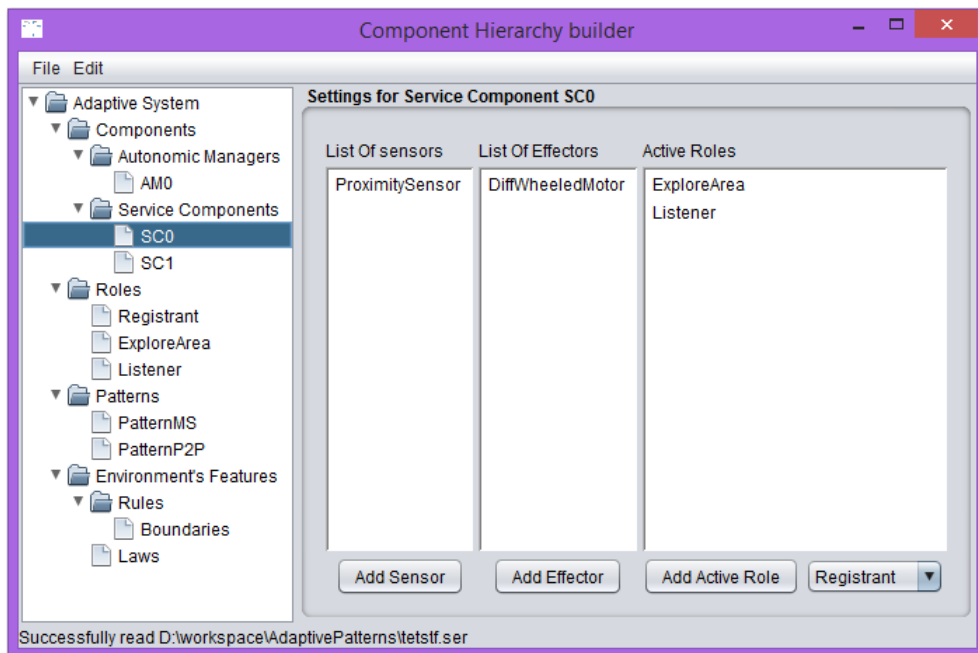 Component Hierarchy builder
File Edit
Adaptive System
Components
Autonomic Managers
AM0
Service Components
SC0
SC1
Roles
Registrant
ExploreArea
Listener
Patterns
PatternMS
PatternP2P
Environment's Features
Rules
Boundaries
Laws
Settings for Service Component SC0
List Of sensors List Of Effectors Active Roles
ProximitySensor DiffWheeledMotor ExploreArea
Listener
Add Sensor Add Effector Add Active Role Registrant
Successfully read D:\workspace\AdaptivePatterns\tetstf.ser